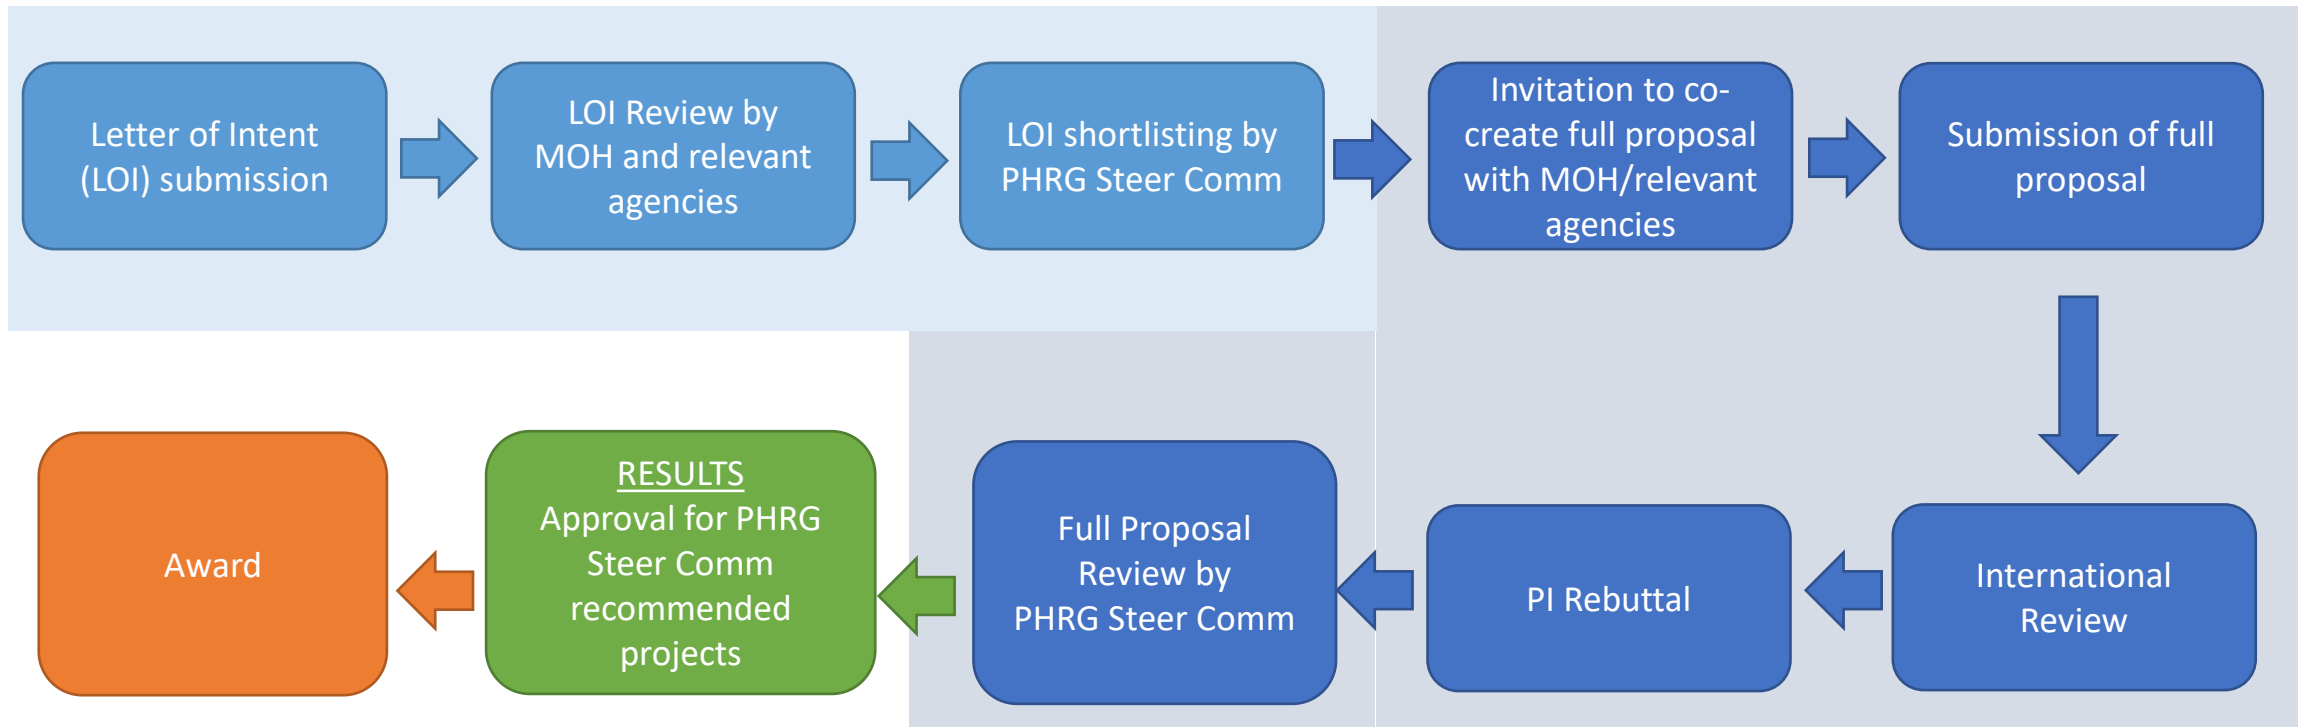 Letter of Intent
(LOI) submission
LOI Review by
MOH and relevant
agencies
LOI shortlisting by
PHRG Steer Comm
Invitation to co-
create full proposal
with MOH/relevant
agencies
Submission of full
proposal
International
Review
PI Rebuttal
Full Proposal
Review by
PHRG Steer Comm
RESULTS
Approval for PHRG
Steer Comm
recommended
projects
Award